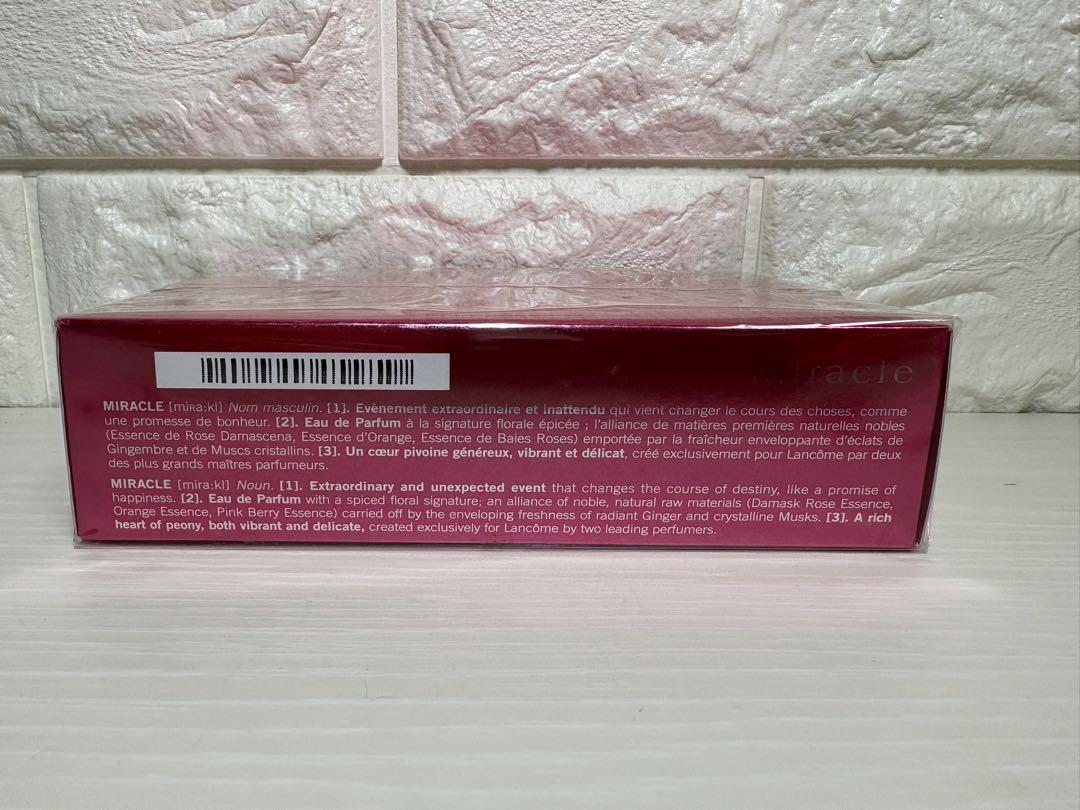 miracle
MIRACLE [miRa:kl] Nom masculin. [1]. Evènement extraordinaire et inattendu qui vient changer le cours des choses, comme
une promesse de bonheur. [2]. Eau de Parfum à la signature florale épicée ; l'alliance de matières premières naturelles nobles
(Essence de Rose Damascena, Essence d'Orange, Essence de Baies Roses) emportée par la fraîcheur enveloppante d'éclats de
Gingembre et de Muscs cristallins. [3]. Un cœur pivoine généreux, vibrant et délicat, créé exclusivement pour Lancôme par deux
des plus grands maîtres parfumeurs.
MIRACLE [mira:kl] Noun. [1]. Extraordinary and unexpected event that changes the course of destiny, like a promise of
happiness. [2]. Eau de Parfum with a spiced floral signature; an alliance of noble, natural raw materials (Damask Rose Essence,
Orange Essence, Pink Berry Essence) carried off by the enveloping freshness of radiant Ginger and crystalline Musks. [3]. A rich
heart of peony, both vibrant and delicate, created exclusively for Lancôme by two leading perfumers.